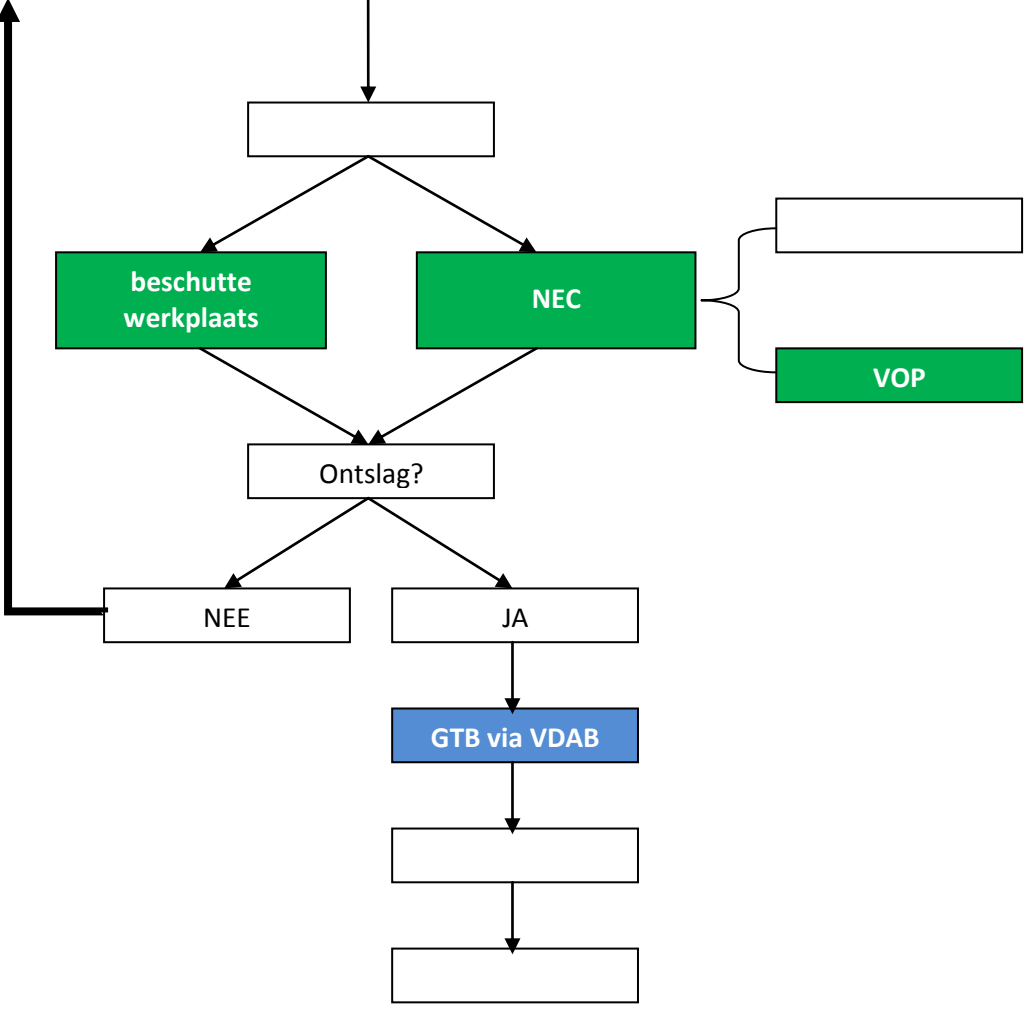 beschutte
werkplaats
NEC
VOP
Ontslag?
NEE
JA
GTB via VDAB